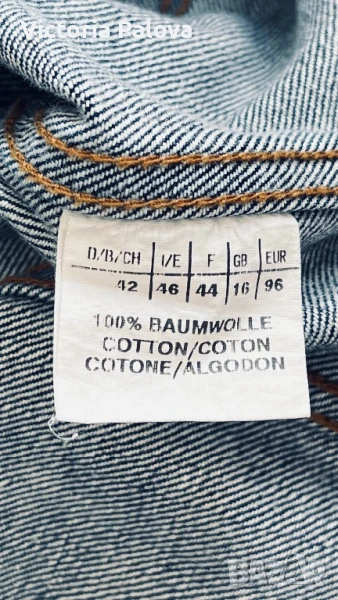 Victoria Palova
D/B/CH I/E F GB EUR
42 46 44 16 96
100% BAUMWOLLE
COTTON/COTON
COTONE/ALGODON